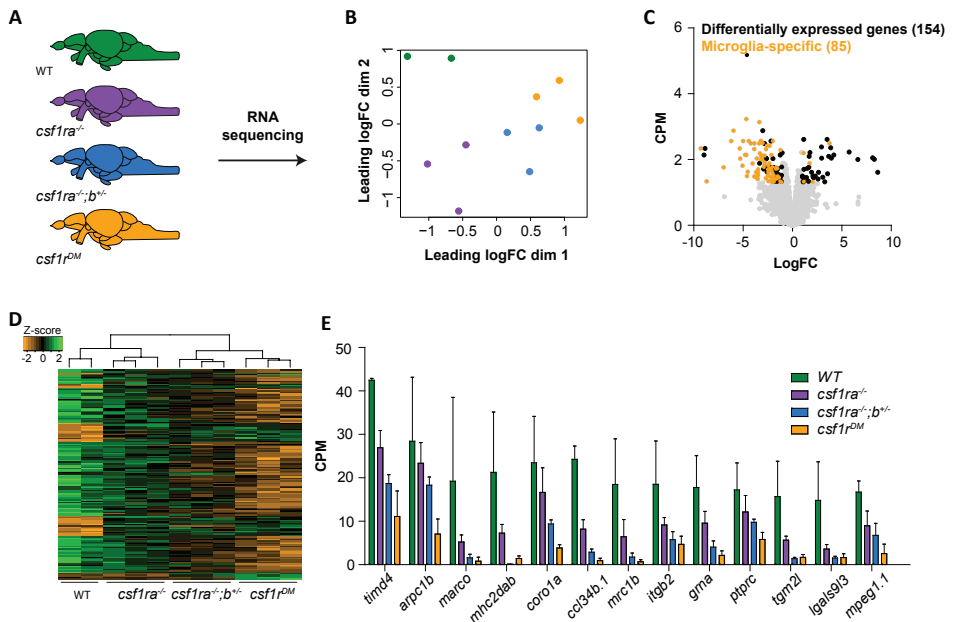 A
WT
csf1ra-/-
csf1ra-/-;b+/-
csf1rDM
RNA
sequencing
B
Leading logFC dim 2
1
0.5
0
−0.5
−1
−1
−0.5
0
0.5
1
Leading logFC dim 1
C
Differentially expressed genes (154)
Microglia-specific (85)
CPM
6
4
2
0
-10
-5
0
5
10
LogFC
D
Z-score
-2 0 2
WT
csf1ra-/-
csf1ra-/-;b+/-
csf1rDM
E
CPM
50
40
30
20
10
0
WT
csf1ra-/-
csf1ra-/-;b+/-
csf1rDM
timd4
arpc1b
marco
mhc2dab
coro1a
ccl34b.1
mrc1b
itgb2
grna
ptprc
tgm2l
lgals9l3
mpeg1.1